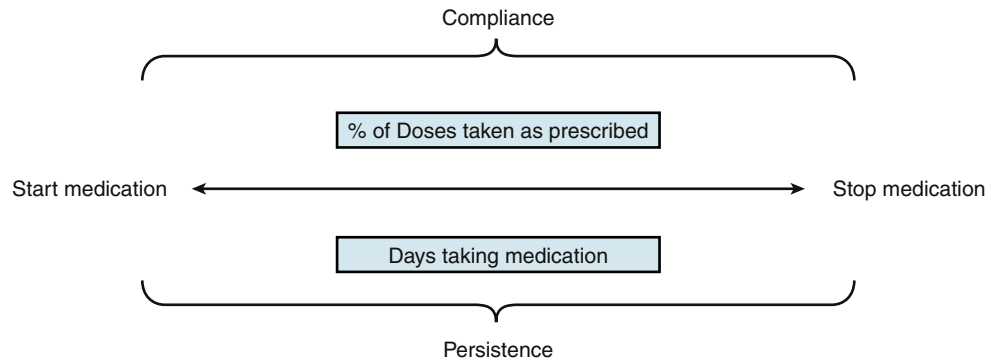 Compliance
% of Doses taken as prescribed
Start medication
Stop medication
Days taking medication
Persistence